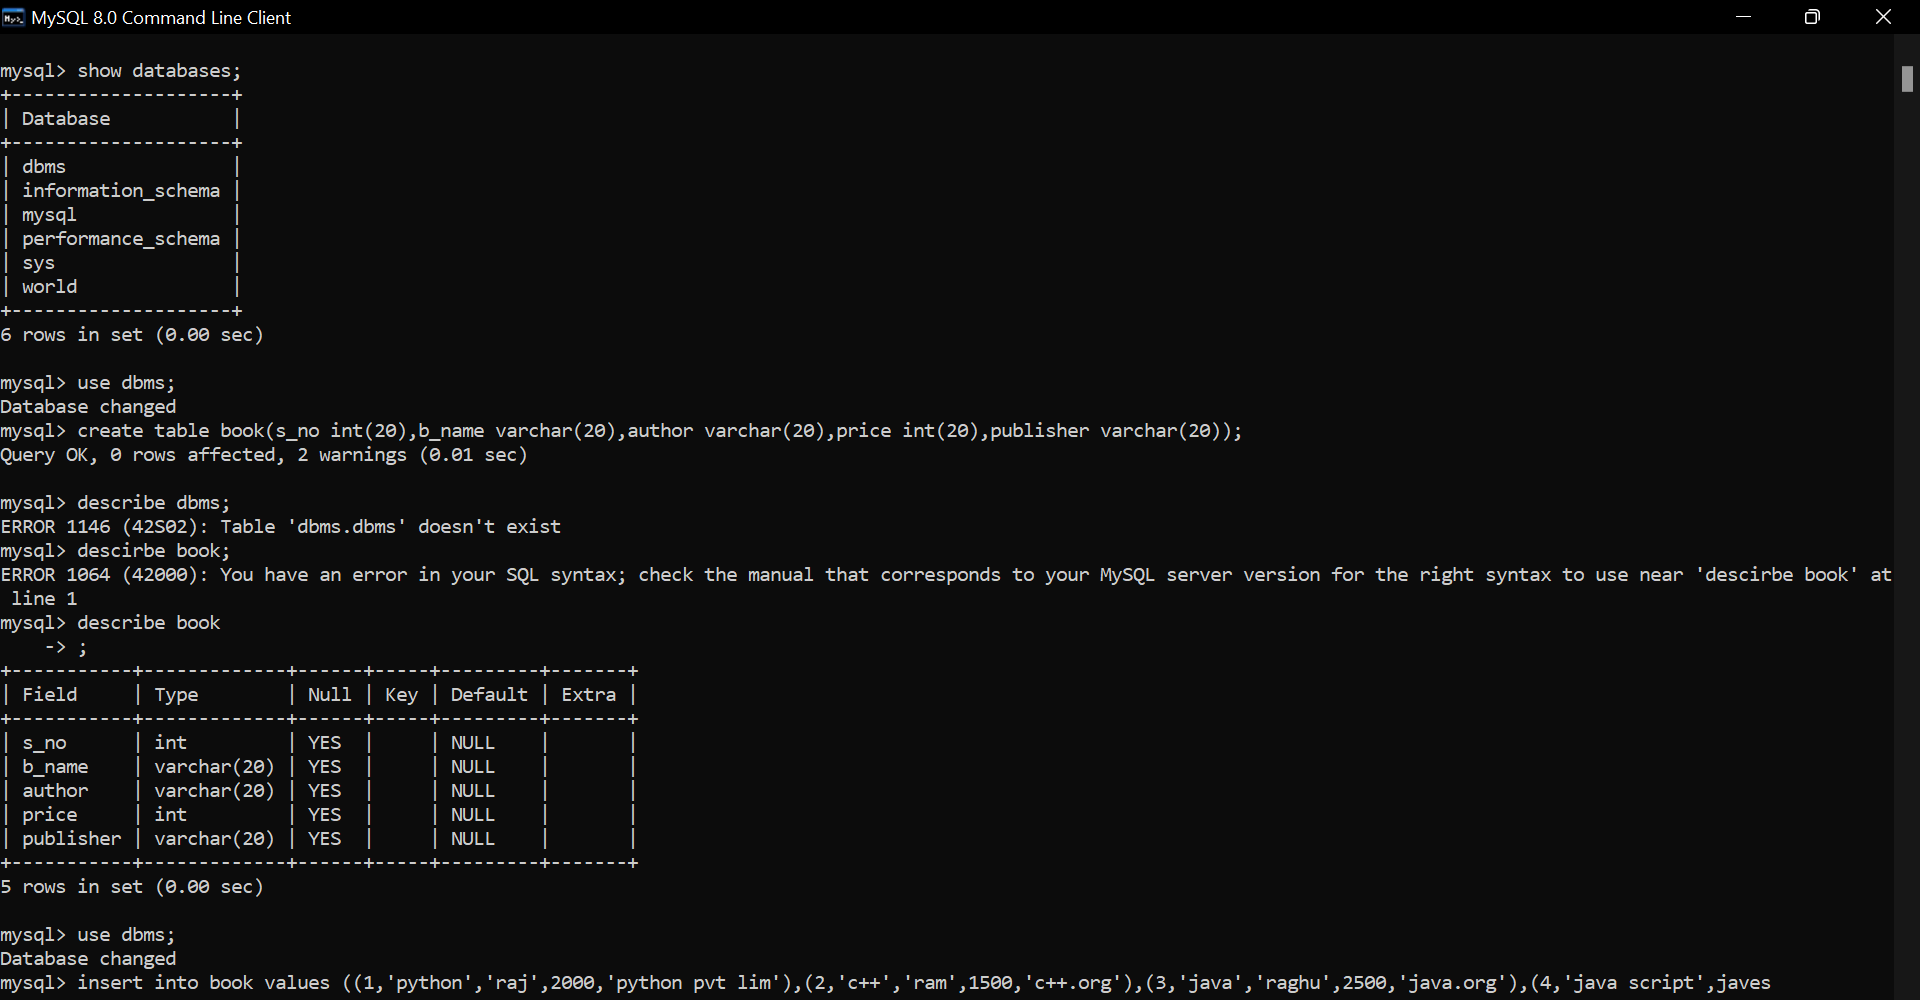 MySQL 8.0 Command Line Client
mysql> show databases;
+--------------------+
| Database           |
+--------------------+
| dbms               |
| information_schema |
| mysql              |
| performance_schema |
| sys                |
| world              |
+--------------------+
6 rows in set (0.00 sec)
mysql> use dbms;
Database changed
mysql> create table book(s_no int(20),b_name varchar(20),author varchar(20),price int(20),publisher varchar(20));
Query OK, 0 rows affected, 2 warnings (0.01 sec)
mysql> describe dbms;
ERROR 1146 (42S02): Table 'dbms.dbms' doesn't exist
mysql> descirbe book;
ERROR 1064 (42000): You have an error in your SQL syntax; check the manual that corresponds to your MySQL server version for the right syntax to use near 'descirbe book' at
 line 1
mysql> describe book
    -> ;
+-----------+-------------+------+-----+---------+-------+
| Field     | Type        | Null | Key | Default | Extra |
+-----------+-------------+------+-----+---------+-------+
| s_no      | int         | YES  |     | NULL    |       |
| b_name    | varchar(20) | YES  |     | NULL    |       |
| author    | varchar(20) | YES  |     | NULL    |       |
| price     | int         | YES  |     | NULL    |       |
| publisher | varchar(20) | YES  |     | NULL    |       |
+-----------+-------------+------+-----+---------+-------+
5 rows in set (0.00 sec)
mysql> use dbms;
Database changed
mysql> insert into book values ((1,'python','raj',2000,'python pvt lim'),(2,'c++','ram',1500,'c++.org'),(3,'java','raghu',2500,'java.org'),(4,'java script',javes